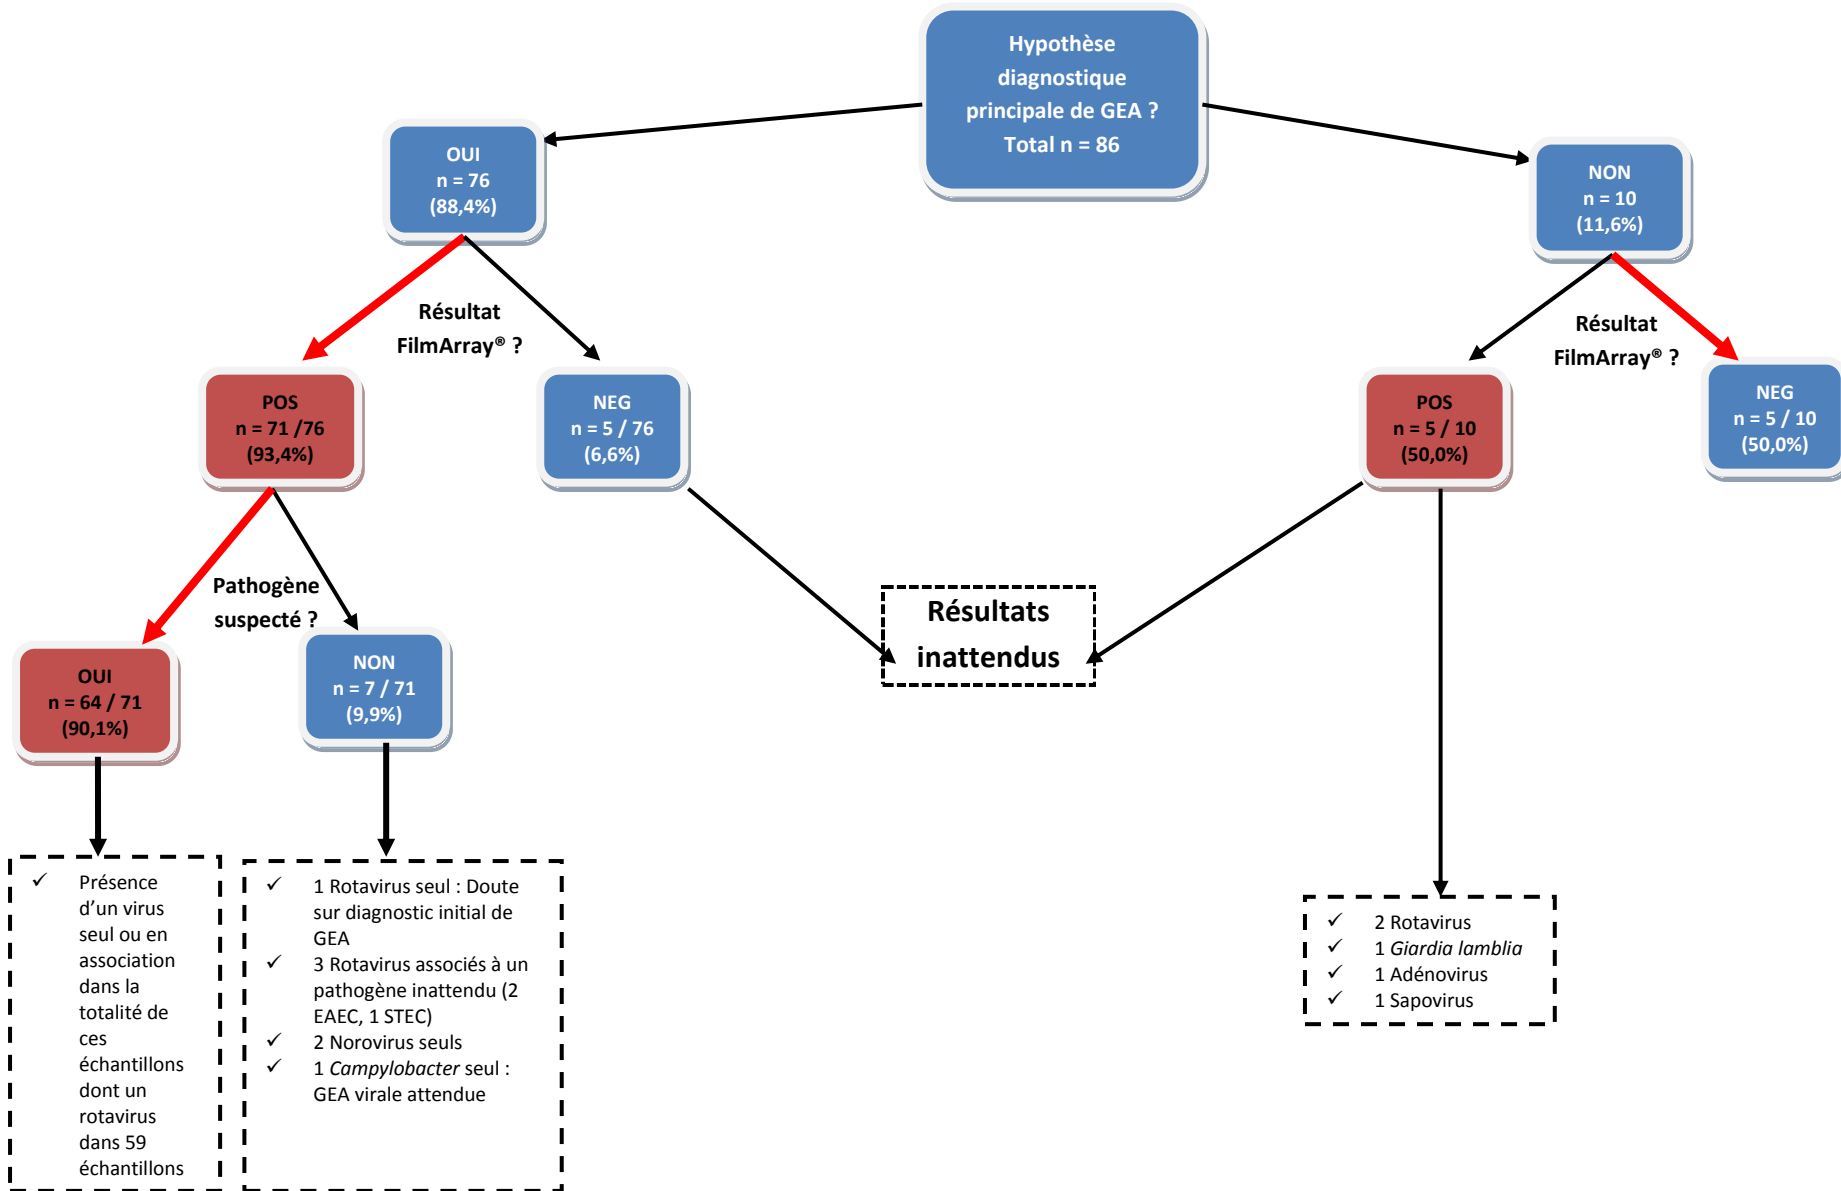 Hypothèse
diagnostique
principale de GEA ?
Total n = 86
OUI
n = 76
(88,4%)
NON
n = 10
(11,6%)
Résultat
FilmArray® ?
Résultat
FilmArray® ?
POS
n = 71 /76
(93,4%)
NEG
n = 5 / 76
(6,6%)
POS
n = 5 / 10
(50,0%)
NEG
n = 5 / 10
(50,0%)
Pathogène
suspecté ?
Résultats
inattendus
OUI
n = 64 / 71
(90,1%)
NON
n = 7 / 71
(9,9%)
✓ Présence
d'un virus
seul ou en
association
dans la
totalité de
ces
échantillons
dont un
rotavirus
dans 59
échantillons
✓ 1 Rotavirus seul : Doute
sur diagnostic initial de
GEA
✓ 3 Rotavirus associés à un
pathogène inattendu (2
EAEC, 1 STEC)
✓ 2 Norovirus seuls
✓ 1 Campylobacter seul :
GEA virale attendue
✓ 2 Rotavirus
✓ 1 Giardia lamblia
✓ 1 Adénovirus
✓ 1 Sapovirus